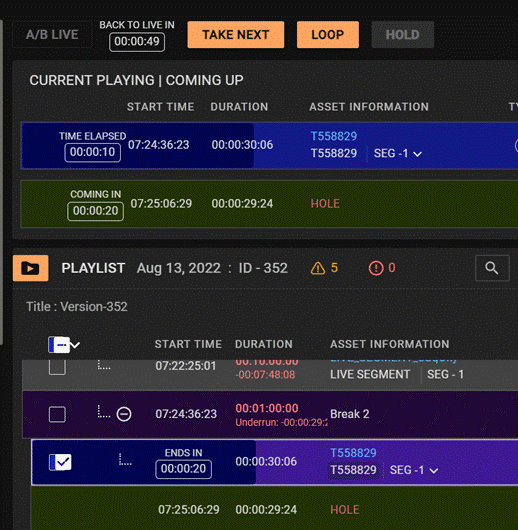 A/B LIVE
BACK TO LIVE IN
00:00:49
TAKE NEXT
LOOP
HOLD
CURRENT PLAYING | COMING UP
START TIME DURATION ASSET INFORMATION
TIME ELAPSED
00:00:10
07:24:36:23
00:00:30:06
T558829
T558829 SEG -1
COMING IN
00:00:20
07:25:06:29
00:00:29:24
HOLE
PLAYLIST Aug 13, 2022 : ID - 352 5 0
Title : Version-352
START TIME DURATION ASSET INFORMATION
07:22:25:01
00:10:00:00
-00:07:48:08
LIVE SEGMENT SEG - 1
07:24:36:23
00:01:00:00
Underrun: -00:00:29:2
Break 2
ENDS IN
00:00:20
00:00:30:06
T558829
T558829 SEG -1
07:25:06:29 00:00:29:24 HOLE